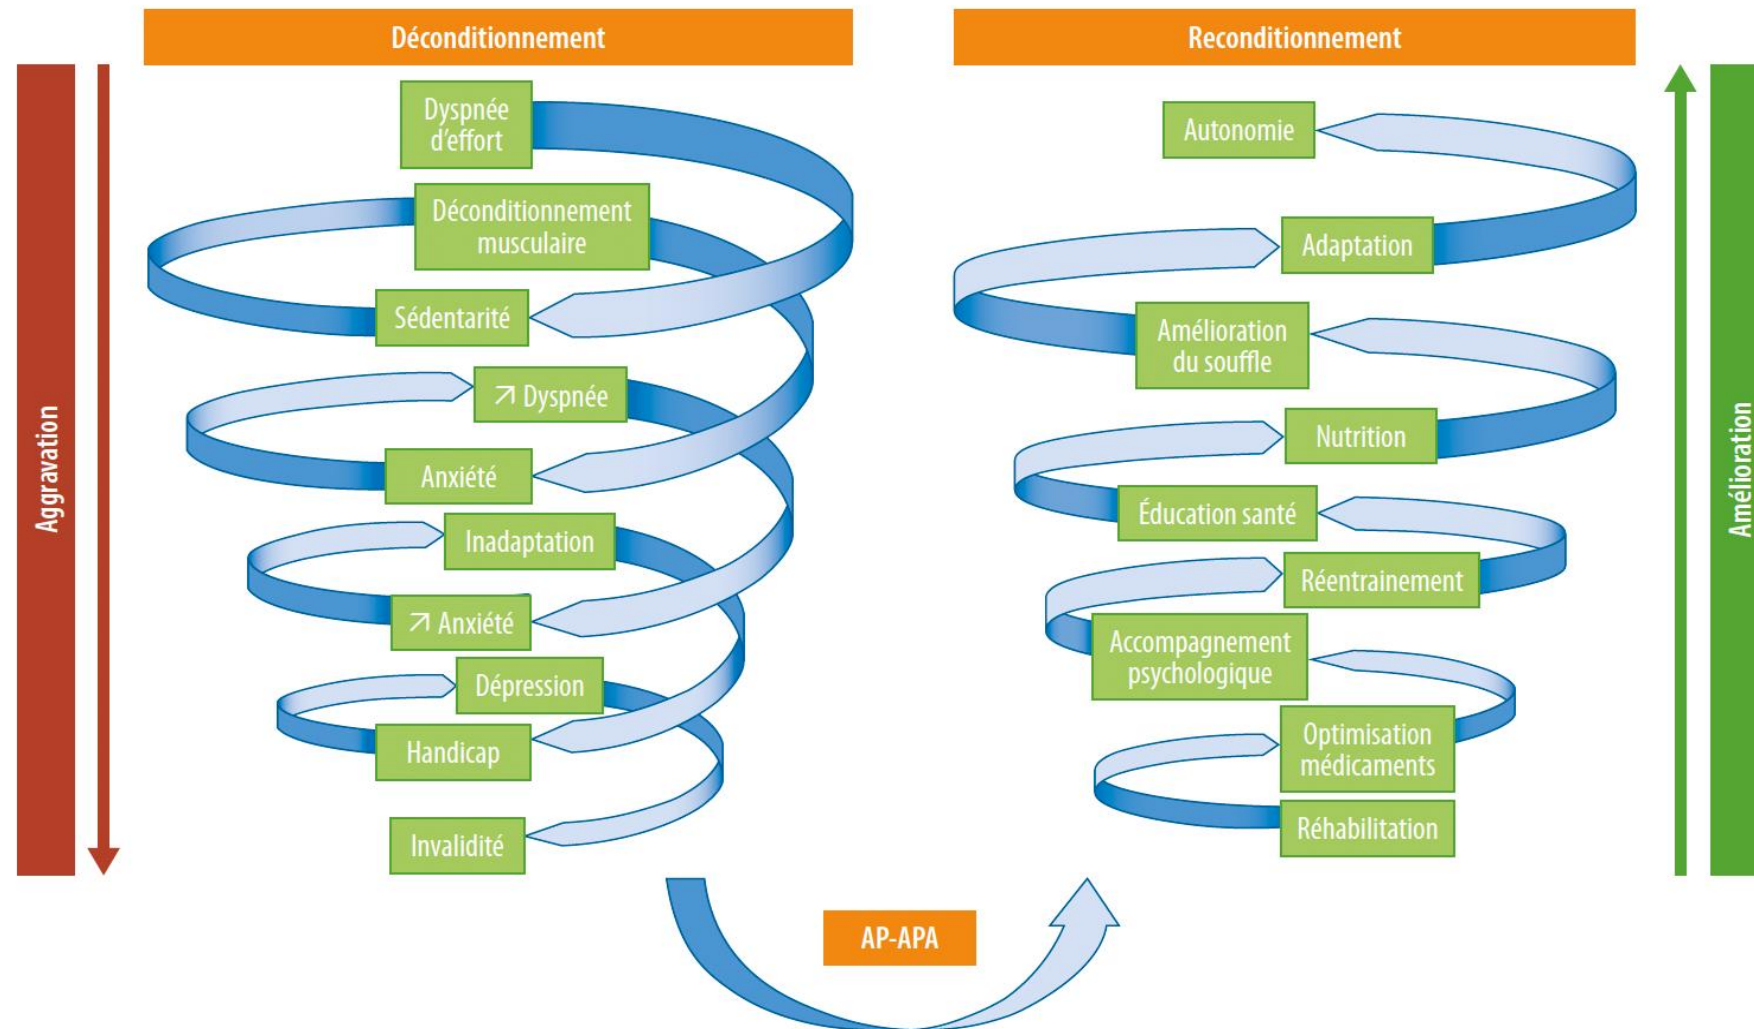 Déconditionnement
Aggravation
Dyspnée
d'effort
Déconditionnement
musculaire
Sédentarité
↗ Dyspnée
Anxiété
Inadaptation
↗ Anxiété
Dépression
Handicap
Invalidité
AP-APA
Reconditionnement
Autonomie
Adaptation
Amélioration
du souffle
Nutrition
Éducation santé
Réentrainement
Accompagnement
psychologique
Optimisation
médicaments
Réhabilitation
Amélioration